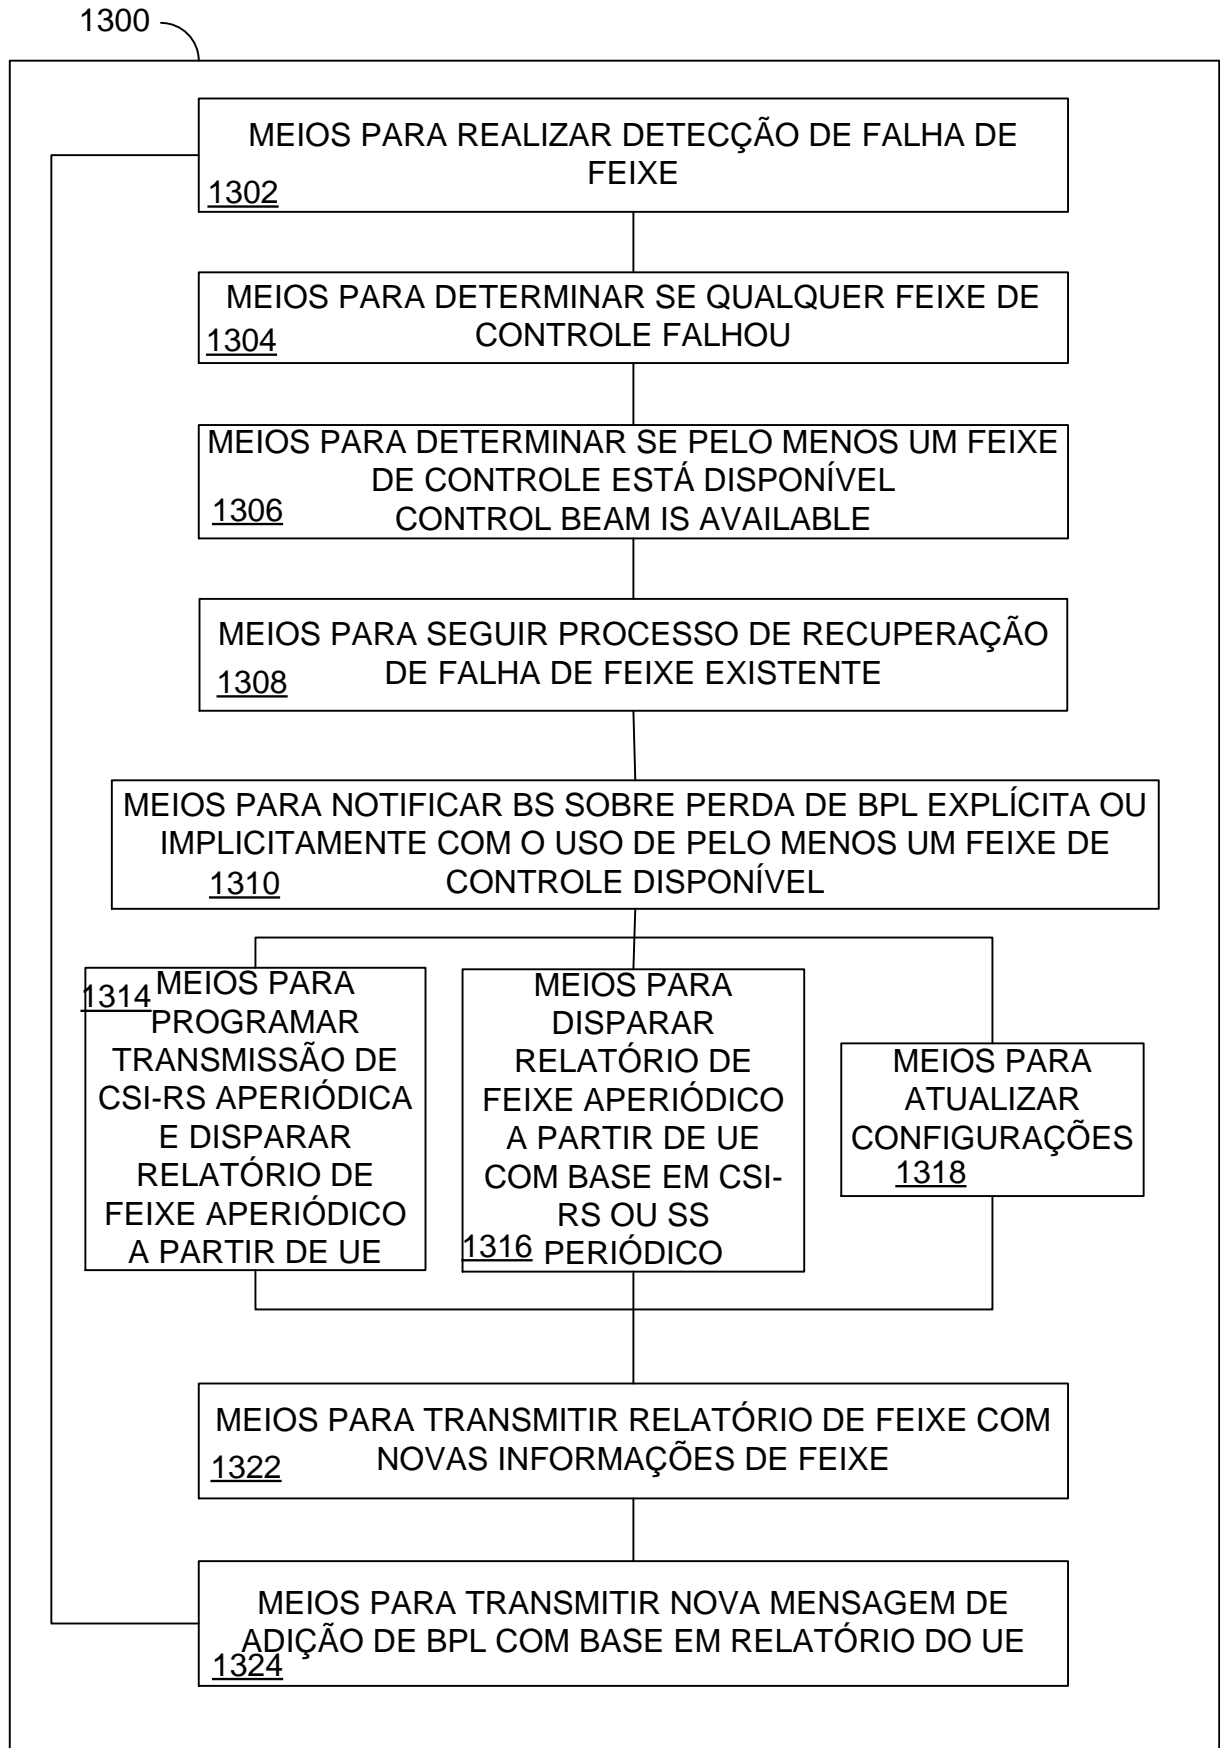 1300
MEIOS PARA REALIZAR DETECÇÃO DE FALHA DE
FEIXE
1302
MEIOS PARA DETERMINAR SE QUALQUER FEIXE DE
CONTROLE FALHOU
1304
MEIOS PARA DETERMINAR SE PELO MENOS UM FEIXE
DE CONTROLE ESTÁ DISPONÍVEL
CONTROL BEAM IS AVAILABLE
1306
MEIOS PARA SEGUIR PROCESSO DE RECUPERAÇÃO
DE FALHA DE FEIXE EXISTENTE
1308
MEIOS PARA NOTIFICAR BS SOBRE PERDA DE BPL EXPLÍCITA OU
IMPLICITAMENTE COM O USO DE PELO MENOS UM FEIXE DE
CONTROLE DISPONÍVEL
1310
1314
MEIOS PARA
PROGRAMAR
TRANSMISSÃO DE
CSI-RS APERIÓDICA
E DISPARAR
RELATÓRIO DE
FEIXE APERIÓDICO
A PARTIR DE UE
MEIOS PARA
DISPARAR
RELATÓRIO DE
FEIXE APERIÓDICO
A PARTIR DE UE
COM BASE EM CSI-
RS OU SS
PERIÓDICO
1316
MEIOS PARA
ATUALIZAR
CONFIGURAÇÕES
1318
MEIOS PARA TRANSMITIR RELATÓRIO DE FEIXE COM
NOVAS INFORMAÇÕES DE FEIXE
1322
MEIOS PARA TRANSMITIR NOVA MENSAGEM DE
ADIÇÃO DE BPL COM BASE EM RELATÓRIO DO UE
1324